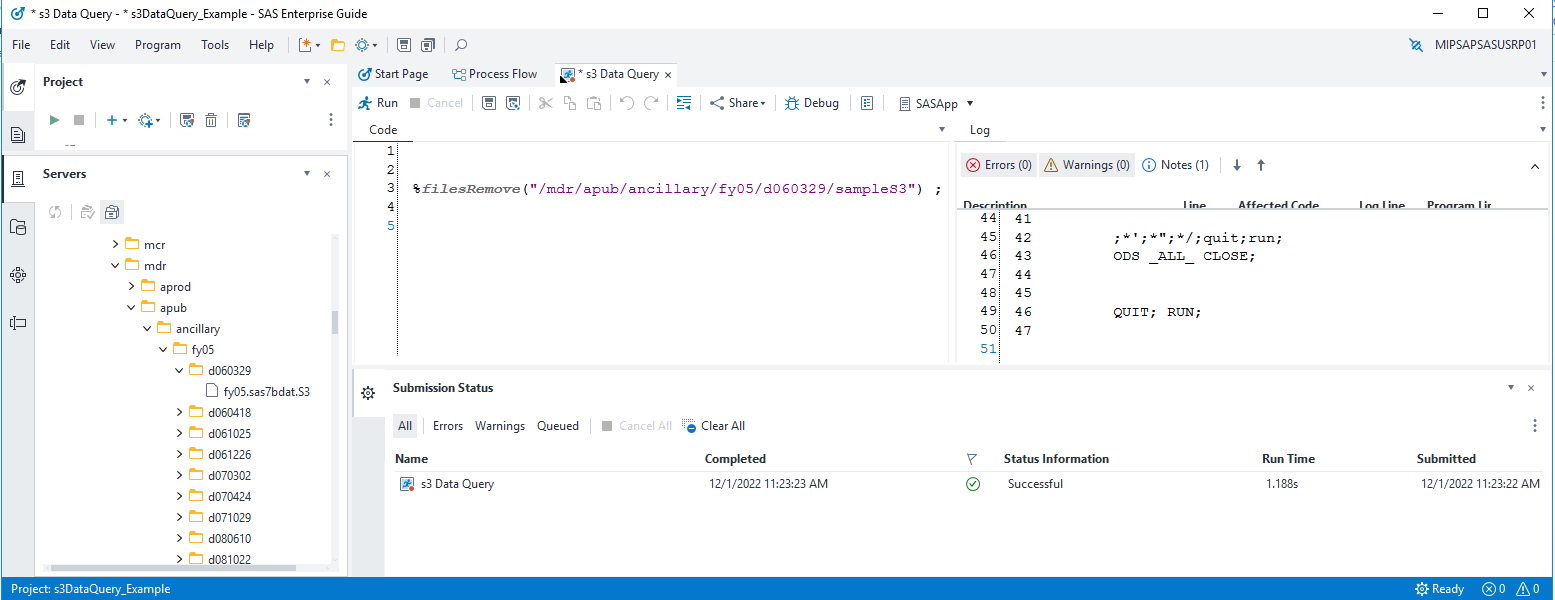 * s3 Data Query - * s3DataQuery_Example - SAS Enterprise Guide
File Edit View Program Tools Help
MIPSAPSASUSRP01
Project
Servers
mcr
mdr
aprod
apub
ancillary
fy05
d060329
fy05.sas7bdat.S3
d060418
d061025
d061226
d070302
d070424
d071029
d080610
d081022
Start Page Process Flow * s3 Data Query
Run Cancel Share Debug SASApp
Code
1
2
3 %filesRemove("/mdr/apub/ancillary/fy05/d060329/sampleS3") ;
4
5
Log
Errors (0) Warnings (0) Notes (1)
Description Line Affected Code Log Line Program Lir
44 41
45 42 ;*';*";*/;quit;run;
46 43 ODS _ALL_ CLOSE;
47 44
48 45
49 46 QUIT; RUN;
50 47
51
Submission Status
All Errors Warnings Queued Cancel All Clear All
Name Completed Status Information Run Time Submitted
s3 Data Query 12/1/2022 11:23:23 AM Successful 1.188s 12/1/2022 11:23:22 AM
Project: s3DataQuery_Example Ready 0 0